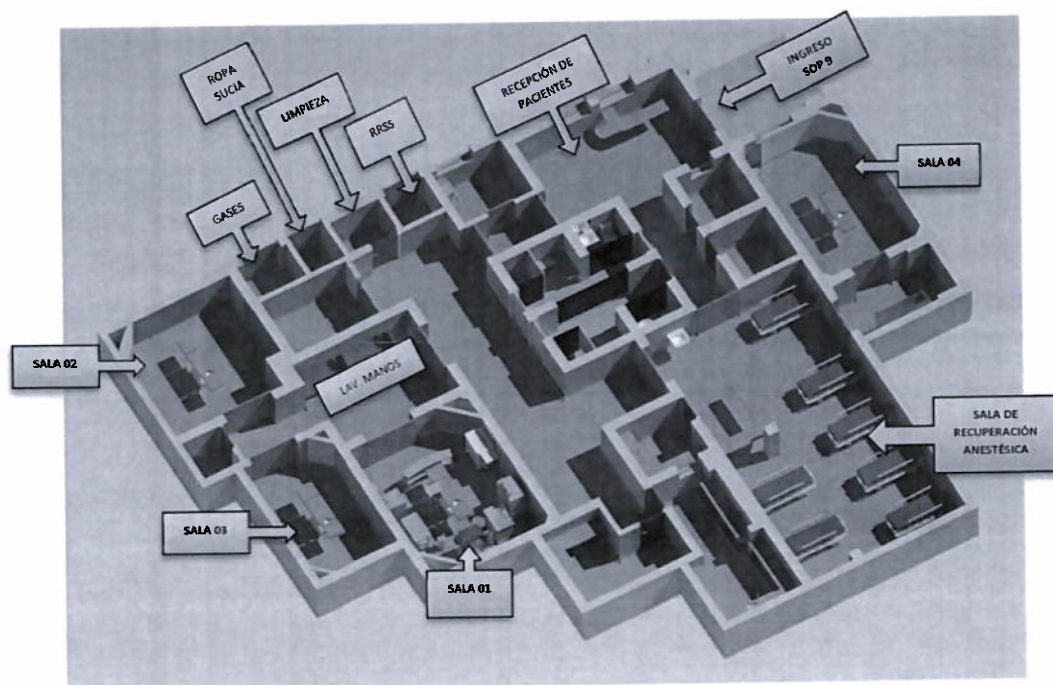 ROPA
SUCIA
LIMPIEZA
RRSS
RECEPCIÓN DE
PACIENTES
INGRESO
SOP 9
SALA 04
GASES
SALA 02
LAV. MANOS
SALA DE
RECUPERACIÓN
ANESTÉSICA
SALA 03
SALA 01